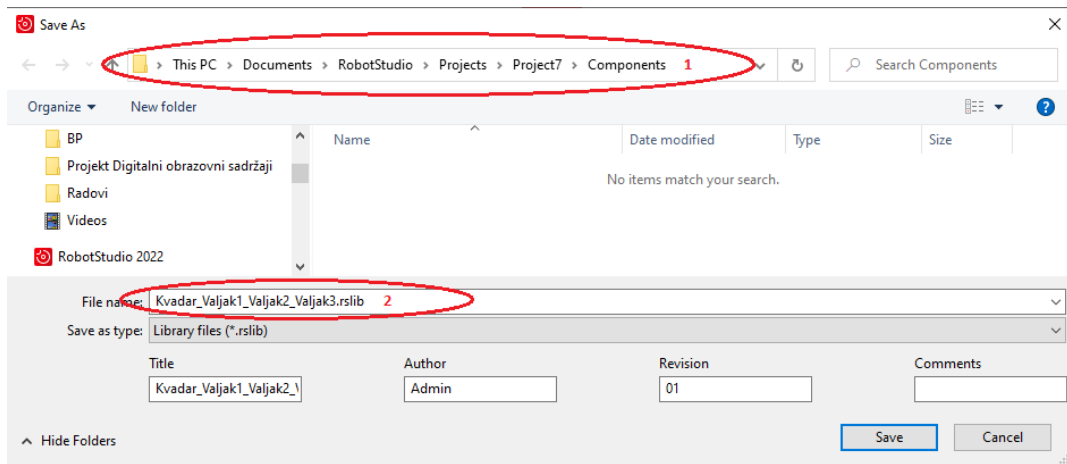 Save As
This PC > Documents > RobotStudio > Projects > Project7 > Components 1
Search Components
Organize New folder
Name Date modified Type Size
BP
Projekt Digitalni obrazovni sadržaji
Radovi
Videos
RobotStudio 2022
No items match your search.
File name: Kvadar_Valjak1_Valjak2_Valjak3.rslib 2
Save as type: Library files (*.rslib)
Title Author Revision Comments
Kvadar_Valjak1_Valjak2_V Admin 01
Hide Folders Save Cancel